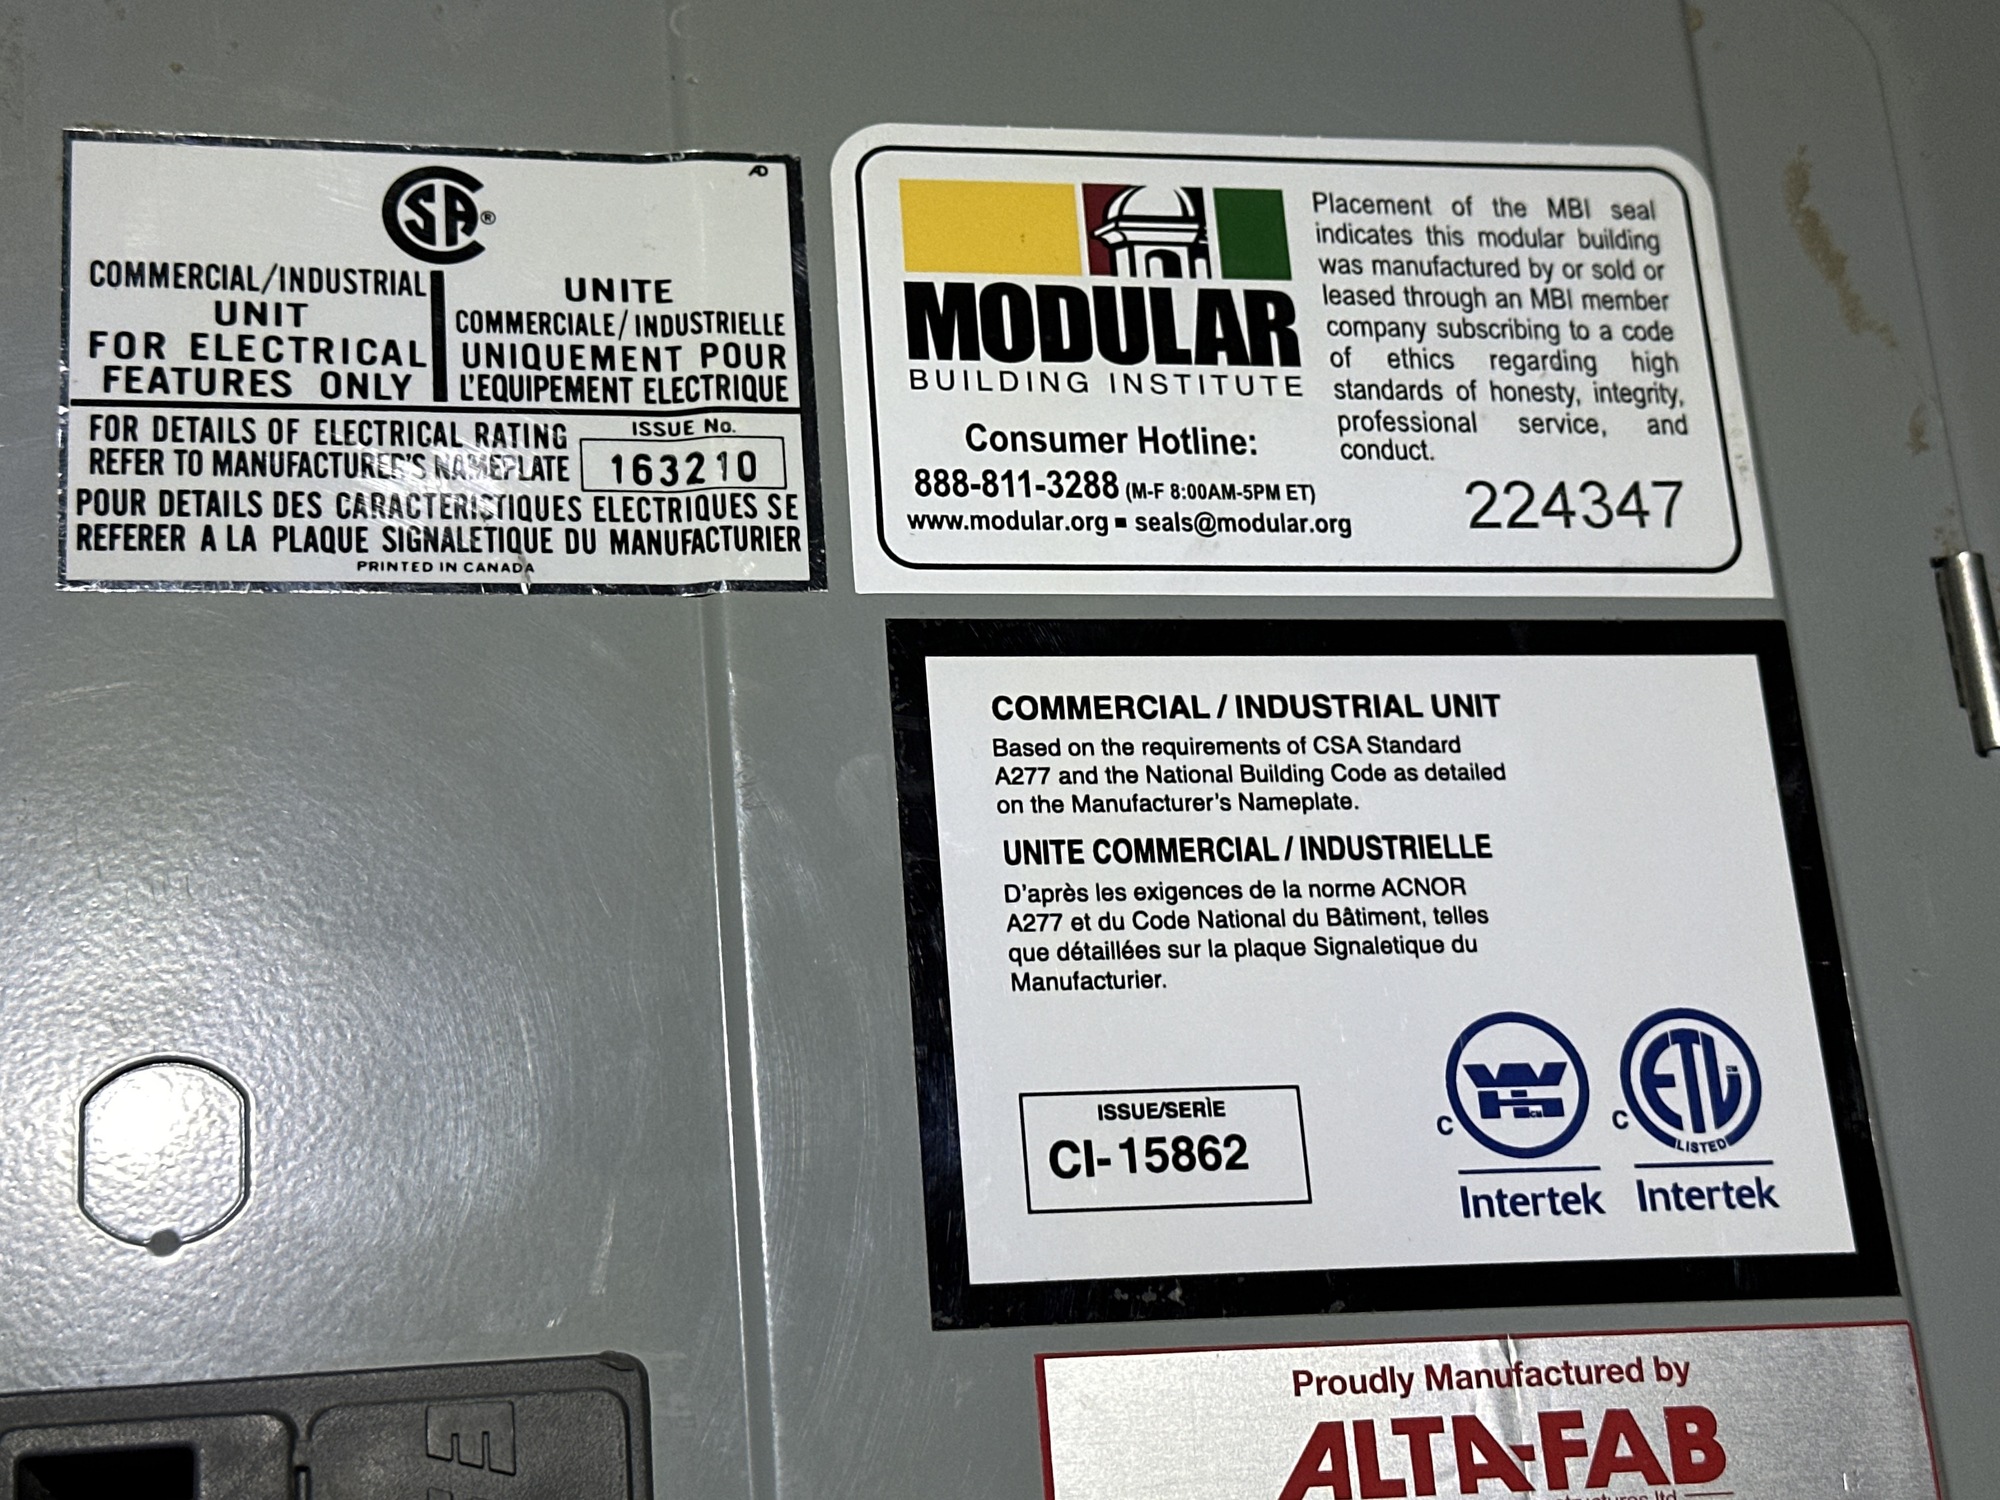 CSA®
AD
COMMERCIAL/INDUSTRIAL
UNIT
FOR ELECTRICAL
FEATURES ONLY
UNITE
COMMERCIALE/INDUSTRIELLE
UNIQUEMENT POUR
L'EQUIPEMENT ELECTRIQUE
FOR DETAILS OF ELECTRICAL RATING
REFER TO MANUFACTURER'S NAMEPLATE
ISSUE No.
163210
POUR DETAILS DES CARACTERISTIQUES ELECTRIQUES SE
REFERER A LA PLAQUE SIGNALETIQUE DU MANUFACTURIER
PRINTED IN CANADA
MODULAR
BUILDING INSTITUTE
Consumer Hotline:
888-811-3288 (M-F 8:00AM-5PM ET)
www.modular.org ▪ seals@modular.org
Placement of the MBI seal
indicates this modular building
was manufactured by or sold or
leased through an MBI member
company subscribing to a code
of ethics regarding high
standards of honesty, integrity,
professional service, and
conduct.
224347
COMMERCIAL / INDUSTRIAL UNIT
Based on the requirements of CSA Standard
A277 and the National Building Code as detailed
on the Manufacturer's Nameplate.
UNITE COMMERCIAL / INDUSTRIELLE
D'après les exigences de la norme ACNOR
A277 et du Code National du Bâtiment, telles
que détaillées sur la plaque Signaletique du
Manufacturier.
ISSUE/SERÌE
CI-15862
C WH CM
Intertek
C ETL CM
LISTED
Intertek
Proudly Manufactured by
ALTA-FAB